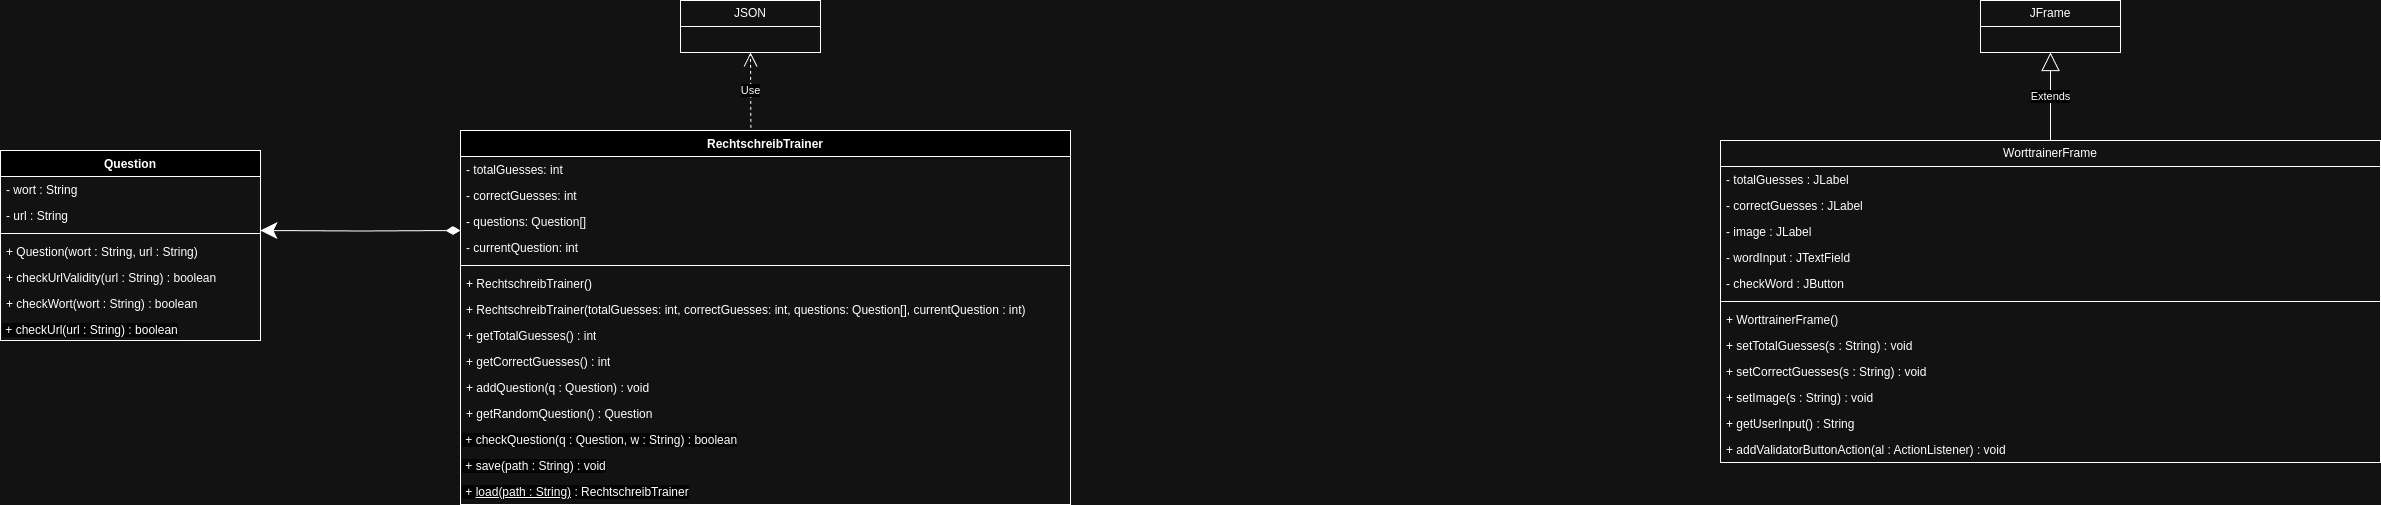 JSON
JFrame
Use
Extends
Question
- wort : String
- url : String
+ Question(wort : String, url : String)
+ checkUrlValidity(url : String) : boolean
+ checkWort(wort : String) : boolean
+ checkUrl(url : String) : boolean
RechtschreibTrainer
- totalGuesses: int
- correctGuesses: int
- questions: Question[]
- currentQuestion: int
+ RechtschreibTrainer()
+ RechtschreibTrainer(totalGuesses: int, correctGuesses: int, questions: Question[], currentQuestion : int)
+ getTotalGuesses() : int
+ getCorrectGuesses() : int
+ addQuestion(q : Question) : void
+ getRandomQuestion() : Question
+ checkQuestion(q : Question, w : String) : boolean
+ save(path : String) : void
+ load(path : String) : RechtschreibTrainer
WorttrainerFrame
- totalGuesses : JLabel
- correctGuesses : JLabel
- image : JLabel
- wordInput : JTextField
- checkWord : JButton
+ WorttrainerFrame()
+ setTotalGuesses(s : String) : void
+ setCorrectGuesses(s : String) : void
+ setImage(s : String) : void
+ getUserInput() : String
+ addValidatorButtonAction(al : ActionListener) : void